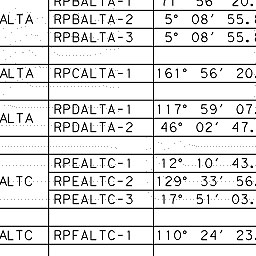 RPBALTA-1 71° 56' 20.
ALTA RPBALTA-2 5° 08' 55.
RPBALTA-3 5° 08' 55.
ALTA RPCALTA-1 161° 56' 20.
RPDALTA-1 117° 59' 07.
ALTA
RPDALTA-2 46° 02' 47.
RPEALTC-1 12° 10' 43.
ALTC RPEALTC-2 129° 33' 56.
RPEALTC-3 17° 51' 03.
ALTC RPFALTC-1 110° 24' 23.